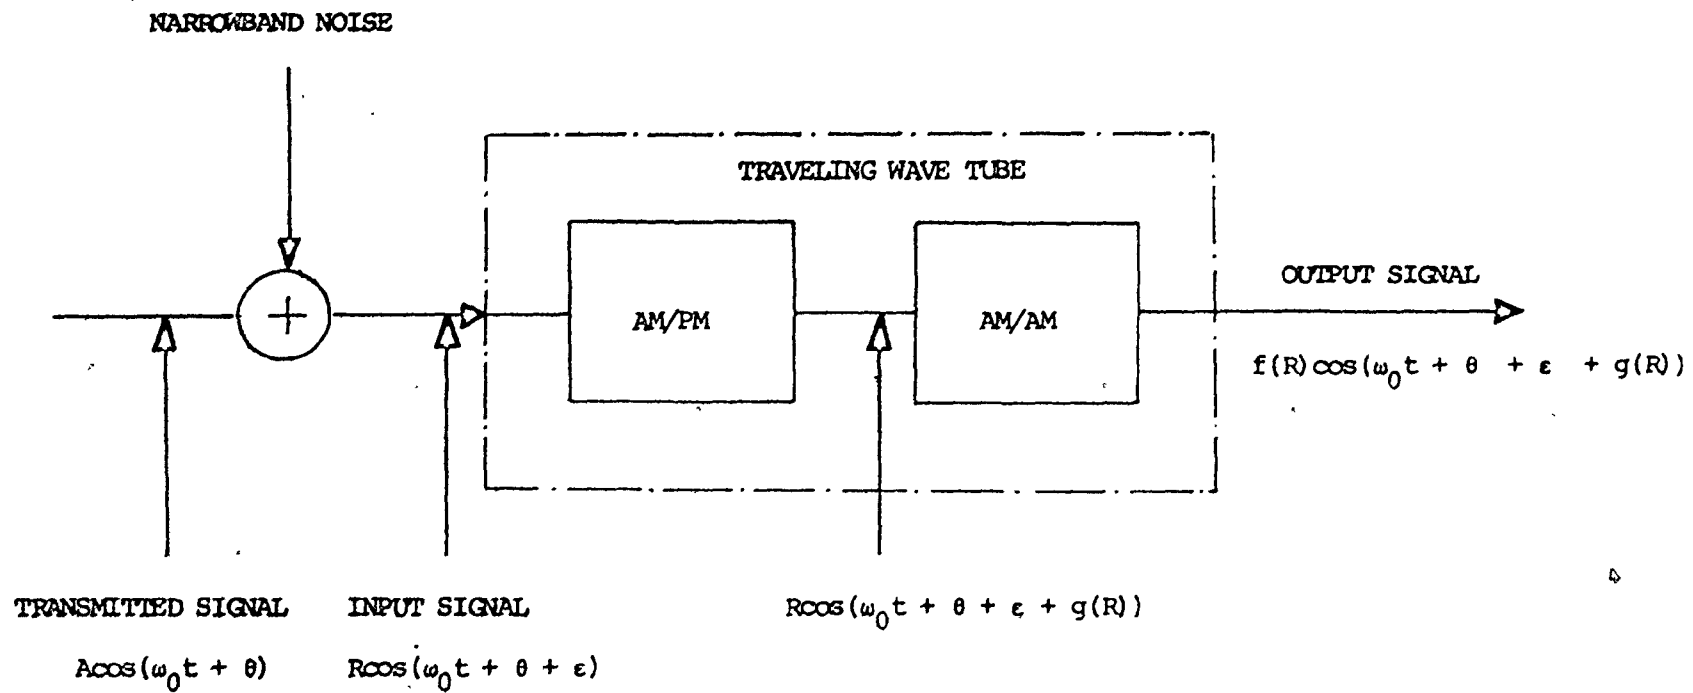 NARROWBAND NOISE
TRAVELING WAVE TUBE
+
AM/PM
AM/AM
OUTPUT SIGNAL
f(R)cos(ω₀t + θ + ε + g(R))
TRANSMITTED SIGNAL
Acos(ω₀t + θ)
INPUT SIGNAL
Rcos(ω₀t + θ + ε)
Rcos(ω₀t + θ + ε + g(R))